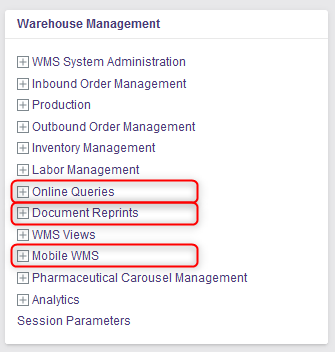 Warehouse Management
WMS System Administration
Inbound Order Management
Production
Outbound Order Management
Inventory Management
Labor Management
Online Queries
Document Reprints
WMS Views
Mobile WMS
Pharmaceutical Carousel Management
Analytics
Session Parameters